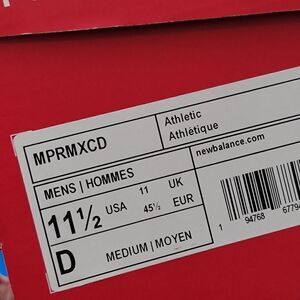 MPRMXCD
Athletic
Athlétique
MENS | HOMMES
newbalance.com
11½ USA 11 UK
45½ EUR
D MEDIUM | MOYEN
1 94768